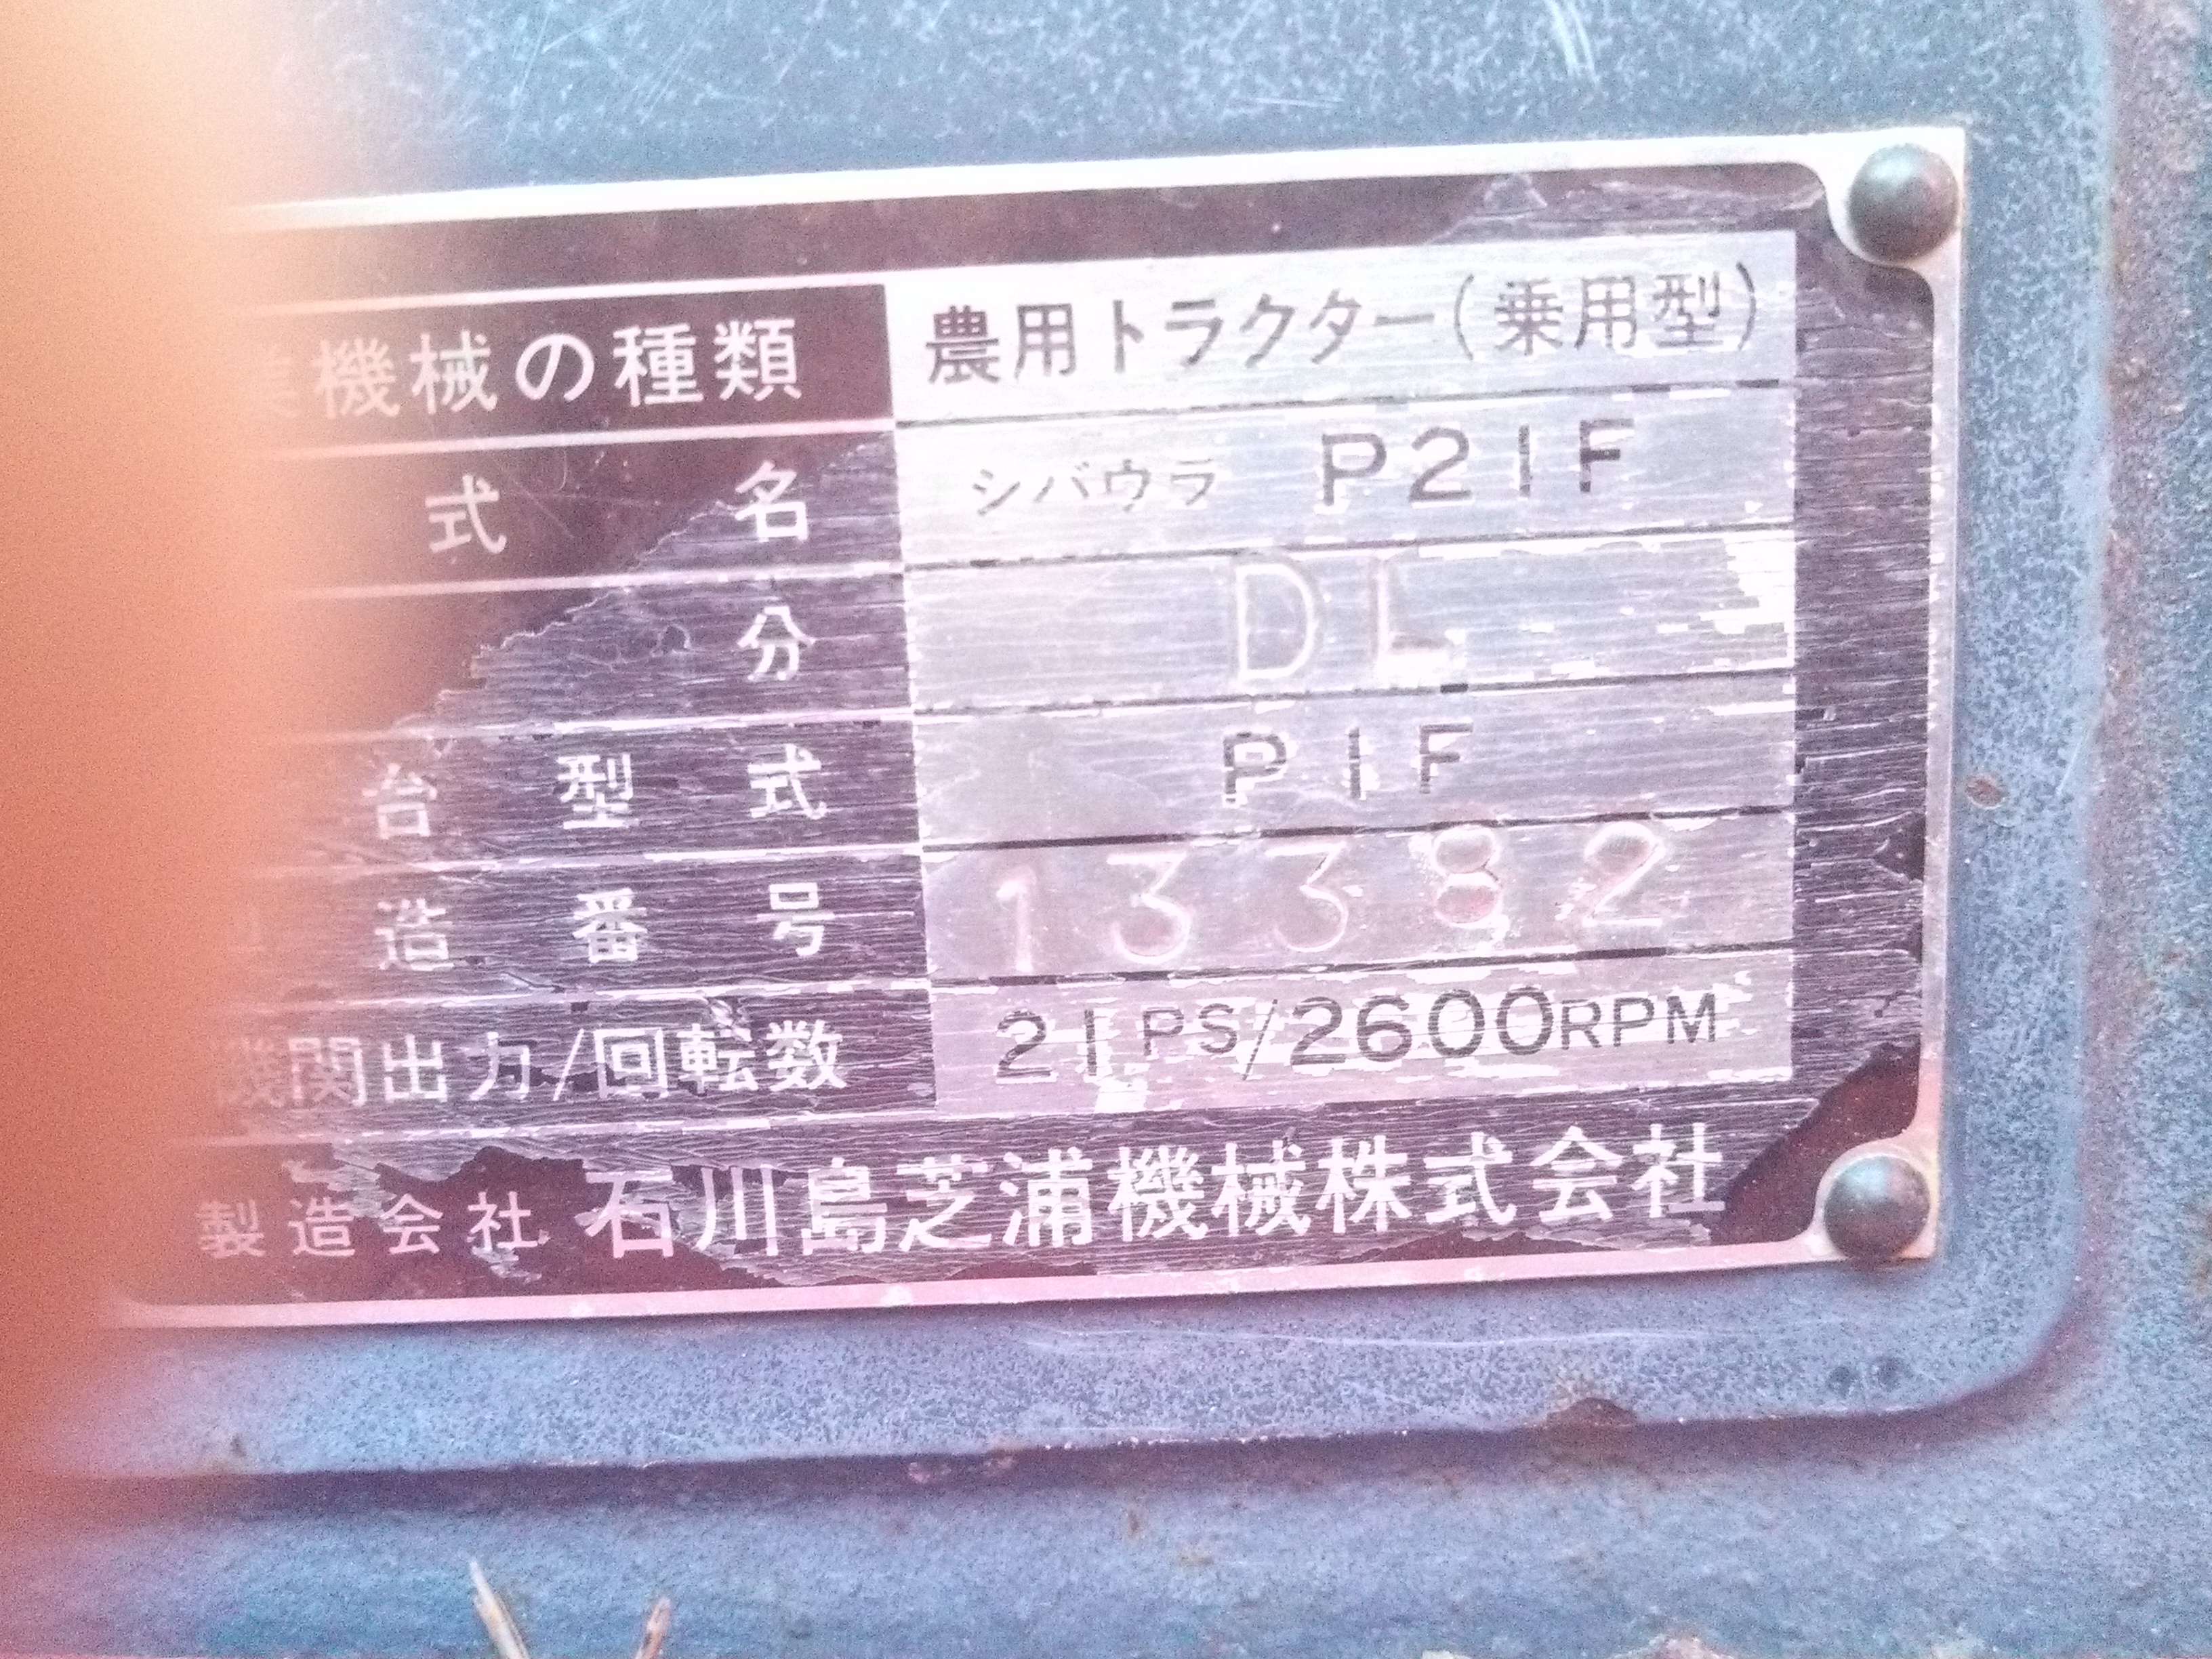 機械の種類 農用トラクター(乗用型)
式名 シバウラ P21F
分 DL
台型式 P1F
造番号 13382
機関出力/回転数 21PS/2600RPM
製造会社 石川島芝浦機械株式会社